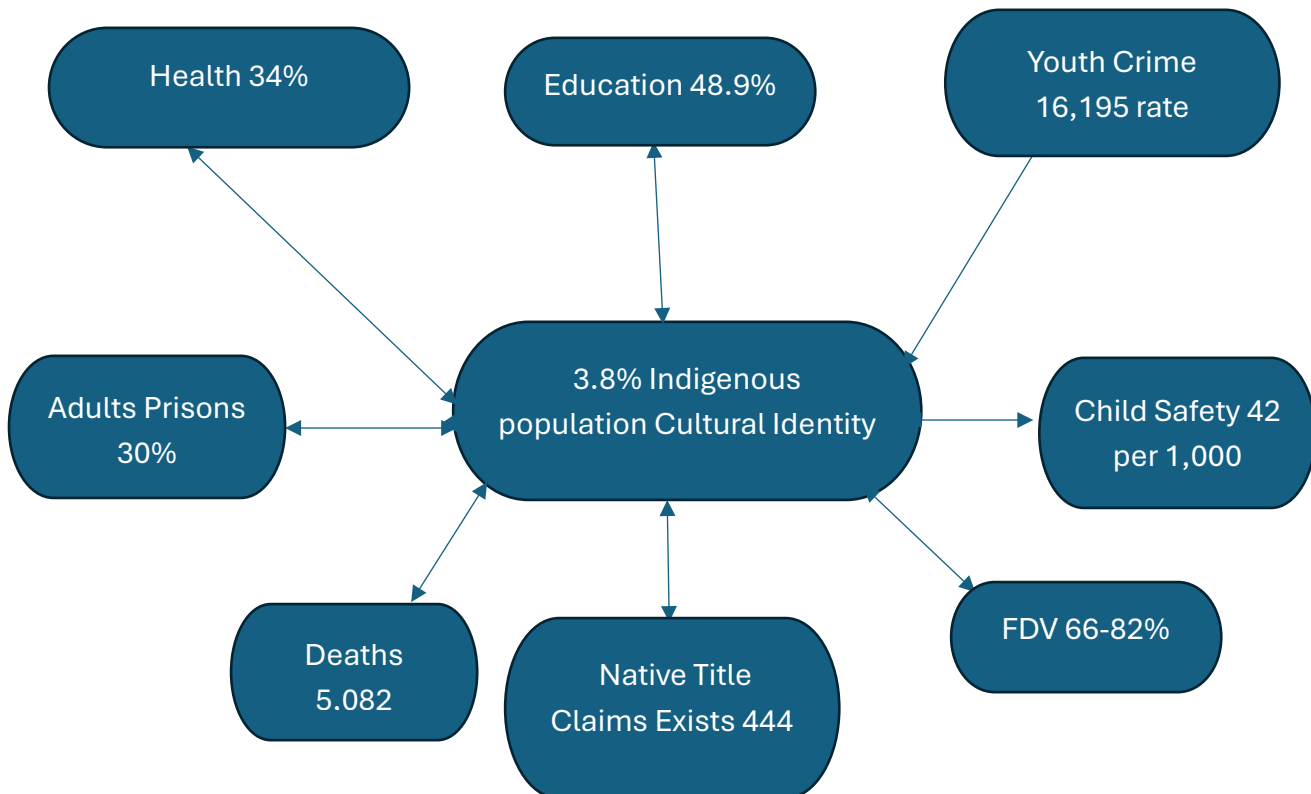 Health 34%
Education 48.9%
Youth Crime
16,195 rate
3.8% Indigenous
population Cultural Identity
Adults Prisons
30%
Child Safety 42
per 1,000
Deaths
5.082
Native Title
Claims Exists 444
FDV 66-82%